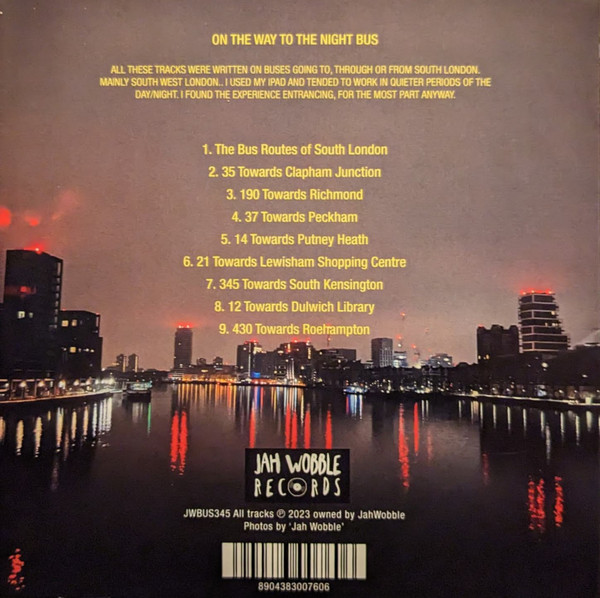 ON THE WAY TO THE NIGHT BUS
ALL THESE TRACKS WERE WRITTEN ON BUSES GOING TO, THROUGH OR FROM SOUTH LONDON.
MAINLY SOUTH WEST LONDON.. I USED MY IPAD AND TENDED TO WORK IN QUIETER PERIODS OF THE
DAY/NIGHT. I FOUND THE EXPERIENCE ENTRANCING, FOR THE MOST PART ANYWAY.
1. The Bus Routes of South London
2. 35 Towards Clapham Junction
3. 190 Towards Richmond
4. 37 Towards Peckham
5. 14 Towards Putney Heath
6. 21 Towards Lewisham Shopping Centre
7. 345 Towards South Kensington
8. 12 Towards Dulwich Library
9. 430 Towards Roehampton
JAH WOBBLE
RECORDS
JWBUS345 All tracks ℗ 2023 owned by JahWobble
Photos by ‘Jah Wobble’
8904383007606